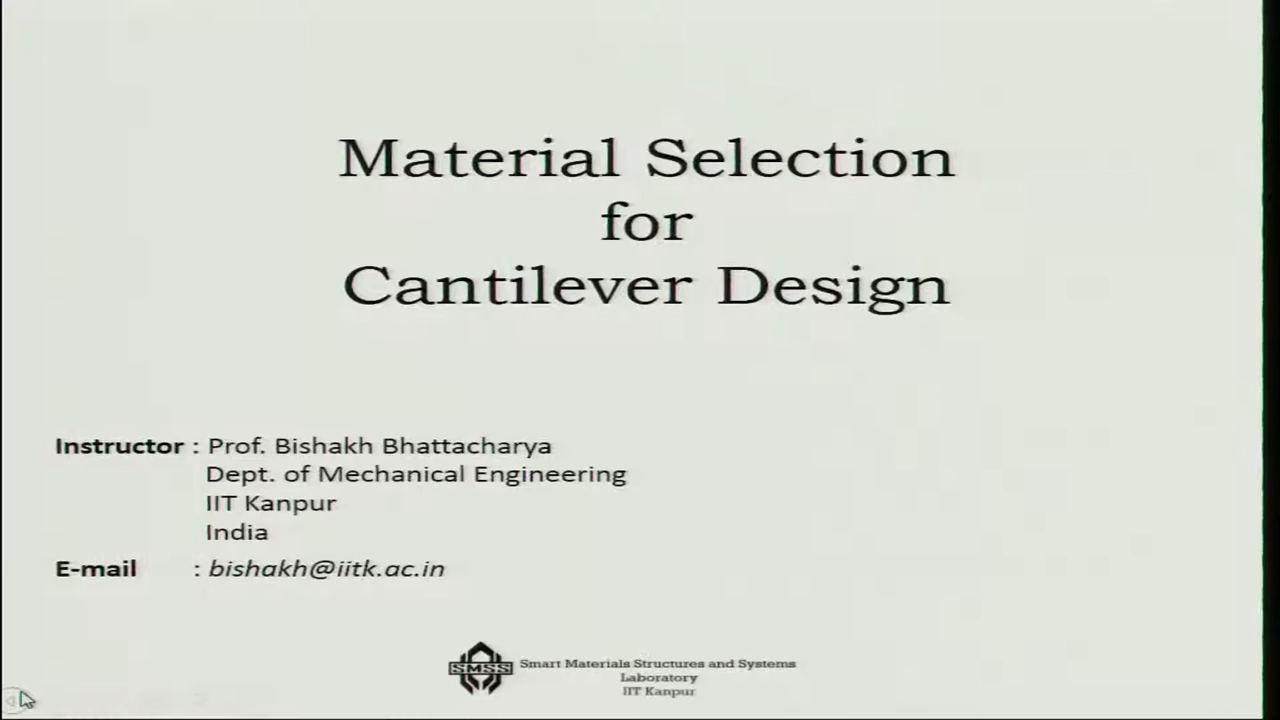 Material Selection
for
Cantilever Design
Instructor : Prof. Bishakh Bhattacharya
Dept. of Mechanical Engineering
IIT Kanpur
India
E-mail : bishakh@iitk.ac.in
SMSS Smart Materials Structures and Systems
Laboratory
IIT Kanpur